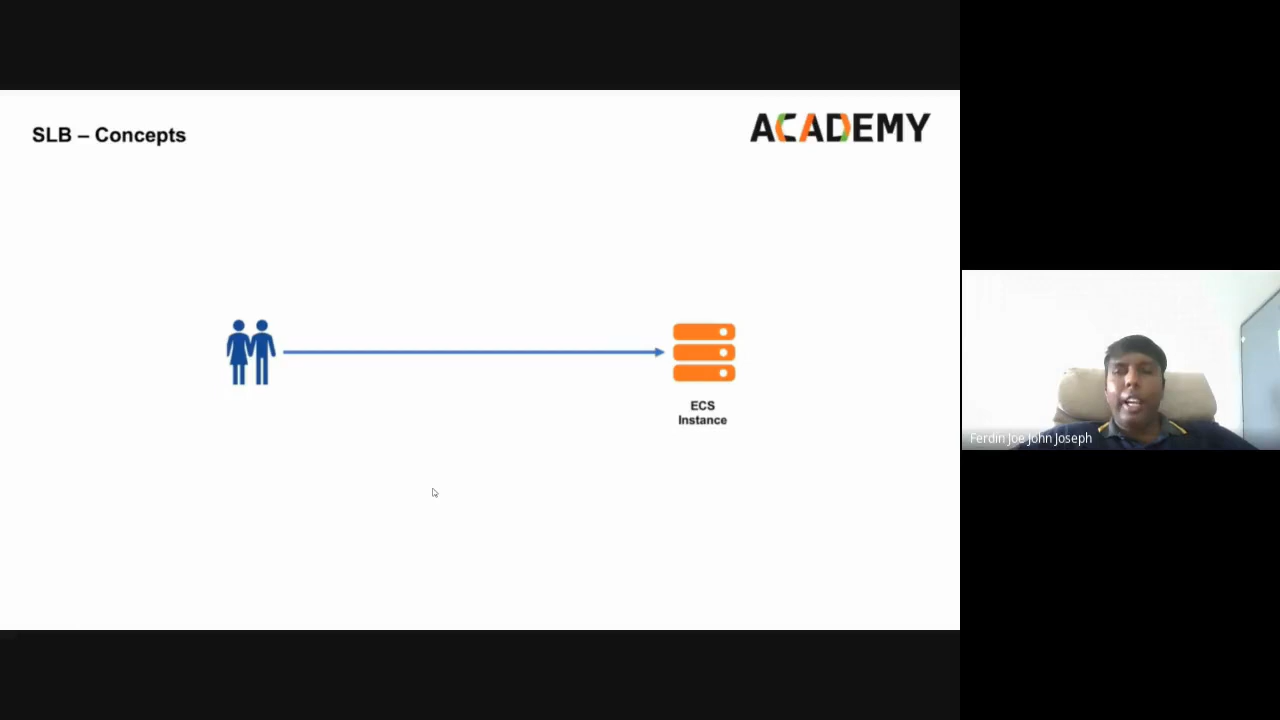 SLB – Concepts
ACADEMY
ECS
Instance
Ferdin Joe John Joseph